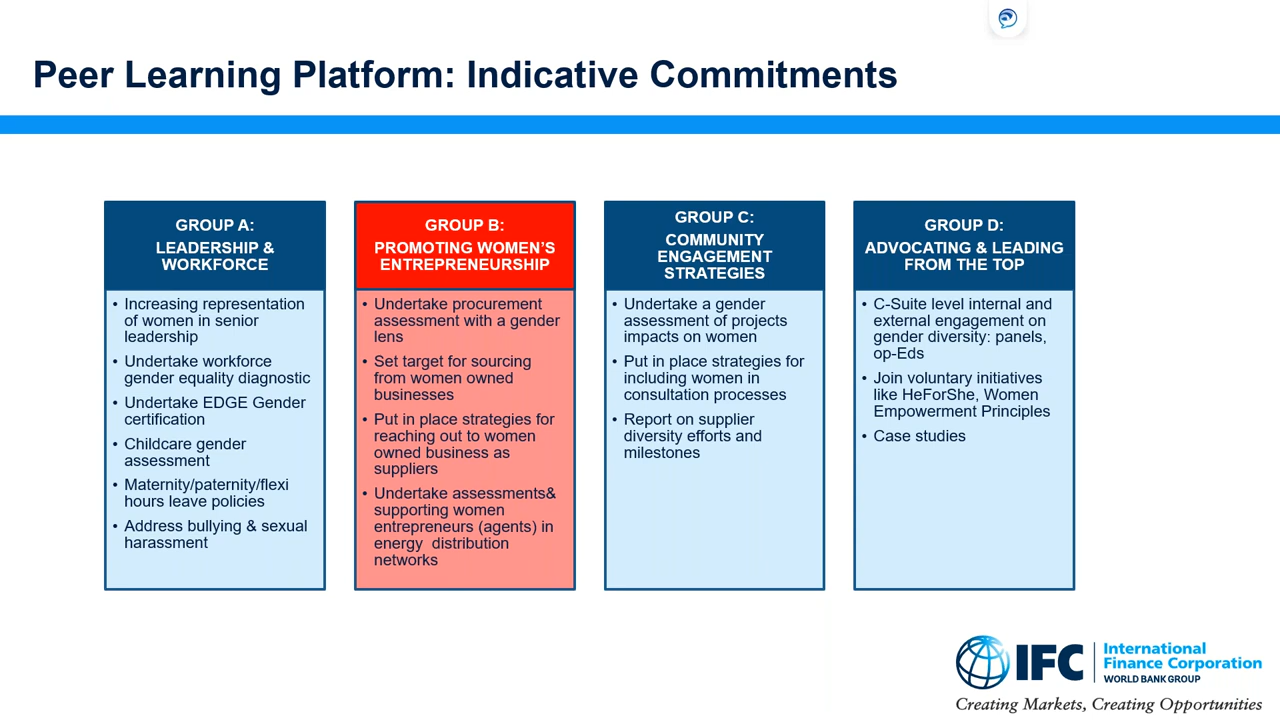 Peer Learning Platform: Indicative Commitments
GROUP A:
LEADERSHIP &
WORKFORCE
• Increasing representation
of women in senior
leadership
• Undertake workforce
gender equality diagnostic
• Undertake EDGE Gender
certification
• Childcare gender
assessment
• Maternity/paternity/flexi
hours leave policies
• Address bullying & sexual
harassment
GROUP B:
PROMOTING WOMEN'S
ENTREPRENEURSHIP
• Undertake procurement
assessment with a gender
lens
• Set target for sourcing
from women owned
businesses
• Put in place strategies for
reaching out to women
owned business as
suppliers
• Undertake assessments&
supporting women
entrepreneurs (agents) in
energy  distribution
networks
GROUP C:
COMMUNITY
ENGAGEMENT
STRATEGIES
• Undertake a gender
assessment of projects
impacts on women
• Put in place strategies for
including women in
consultation processes
• Report on supplier
diversity efforts and
milestones
GROUP D:
ADVOCATING & LEADING
FROM THE TOP
• C-Suite level internal and
external engagement on
gender diversity: panels,
op-Eds
• Join voluntary initiatives
like HeForShe, Women
Empowerment Principles
• Case studies
IFC
International
Finance Corporation
WORLD BANK GROUP
Creating Markets, Creating Opportunities